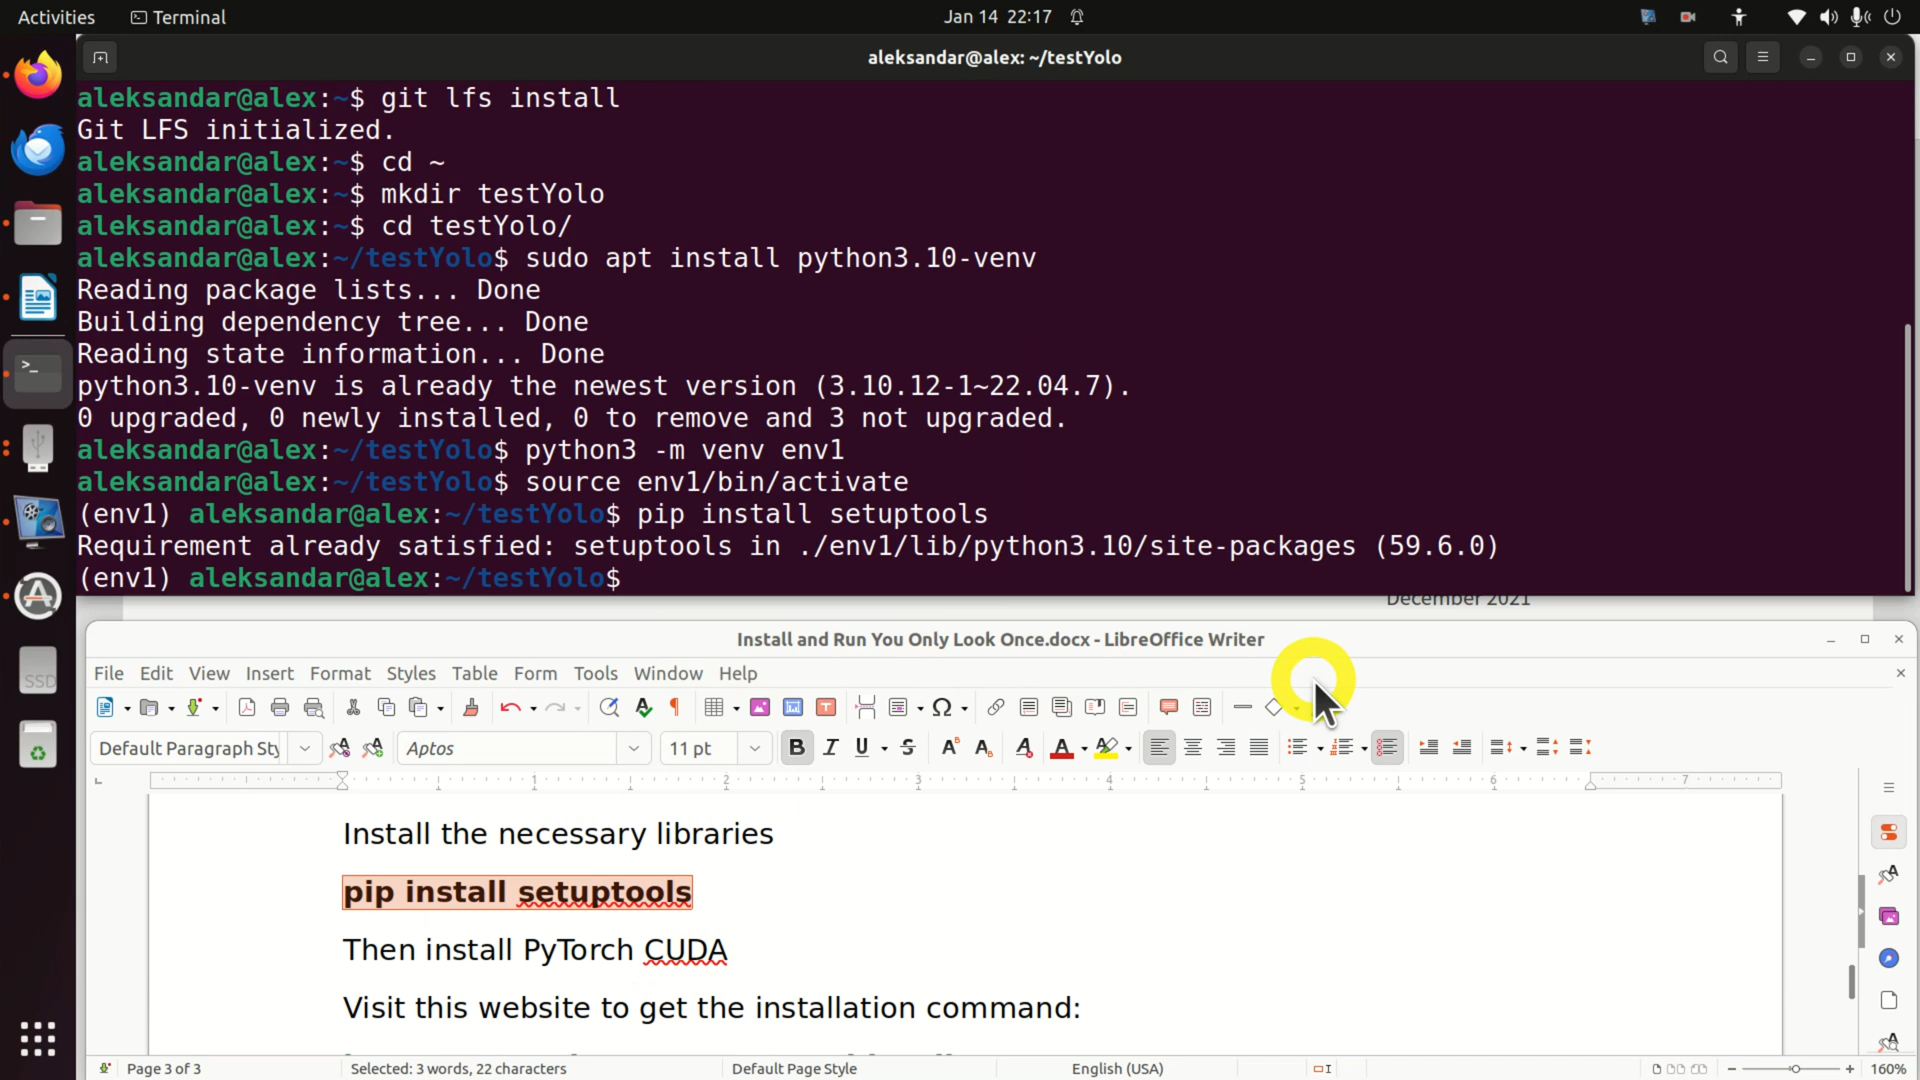 Activities
Terminal
Jan 14 22:17
aleksandar@alex: ~/testYolo
aleksandar@alex:~$ git lfs install
Git LFS initialized.
aleksandar@alex:~$ cd ~
aleksandar@alex:~$ mkdir testYolo
aleksandar@alex:~$ cd testYolo/
aleksandar@alex:~/testYolo$ sudo apt install python3.10-venv
Reading package lists... Done
Building dependency tree... Done
Reading state information... Done
python3.10-venv is already the newest version (3.10.12-1~22.04.7).
0 upgraded, 0 newly installed, 0 to remove and 3 not upgraded.
aleksandar@alex:~/testYolo$ python3 -m venv env1
aleksandar@alex:~/testYolo$ source env1/bin/activate
(env1) aleksandar@alex:~/testYolo$ pip install setuptools
Requirement already satisfied: setuptools in ./env1/lib/python3.10/site-packages (59.6.0)
(env1) aleksandar@alex:~/testYolo$
December 2021
SSD
Install and Run You Only Look Once.docx - LibreOffice Writer
File Edit View Insert Format Styles Table Form Tools Window Help
Default Paragraph Sty
Aptos
11 pt
1 2 3 4 5 6 7
Install the necessary libraries
pip install setuptools
Then install PyTorch CUDA
Visit this website to get the installation command:
Page 3 of 3
Selected: 3 words, 22 characters
Default Page Style
English (USA)
160%